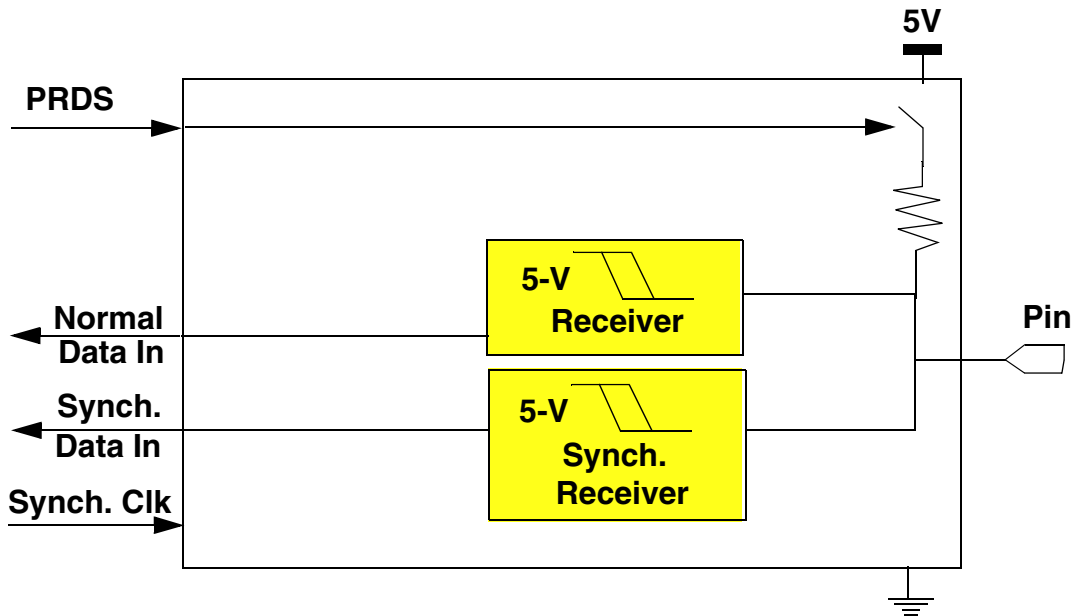 5V
PRDS
5-V
Receiver
Normal
Data In
Pin
Synch.
Data In
5-V
Synch.
Receiver
Synch. Clk